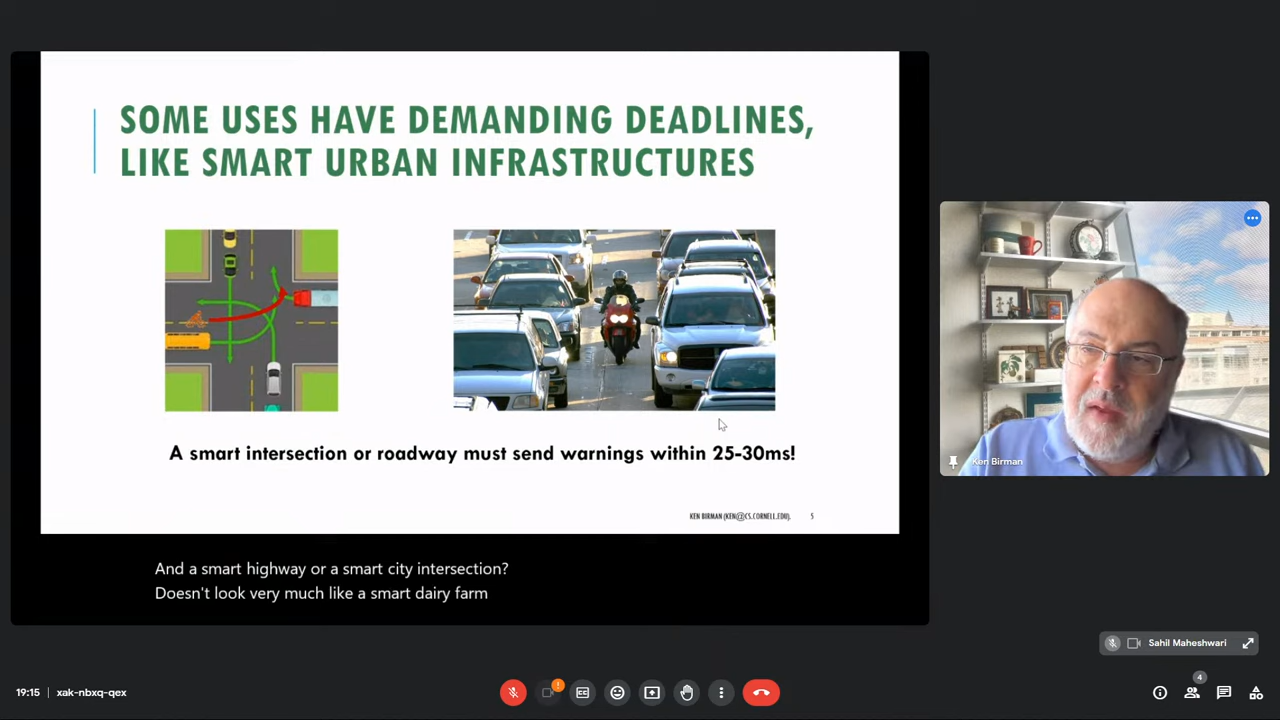 SOME USES HAVE DEMANDING DEADLINES,
LIKE SMART URBAN INFRASTRUCTURES
A smart intersection or roadway must send warnings within 25-30ms!
KEN BIRMAN (KEN@CS.CORNELL.EDU).
5
And a smart highway or a smart city intersection?
Doesn't look very much like a smart dairy farm
Ken Birman
Sahil Maheshwari
19:15
xak-nbxq-qex
4